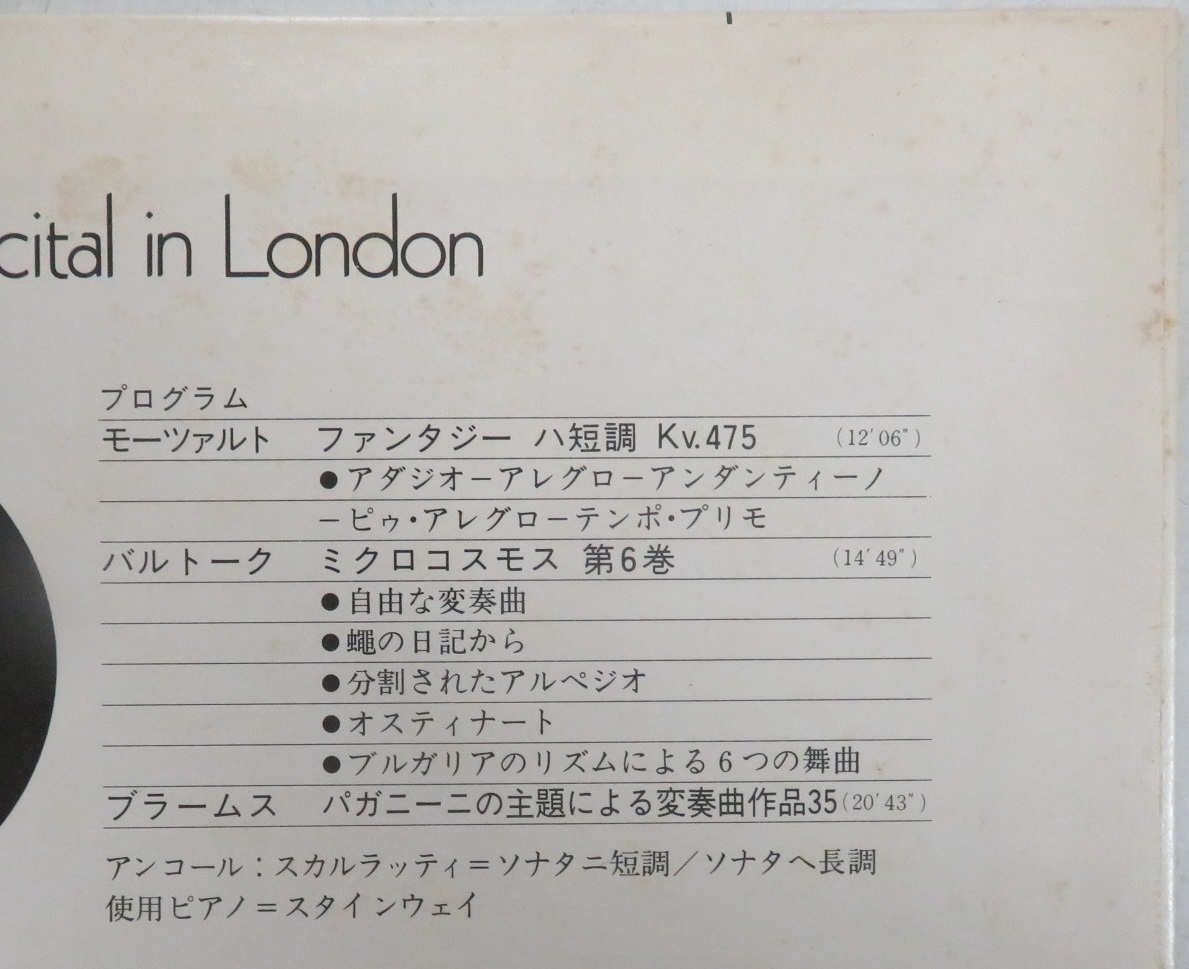 cital in London
プログラム
モーツァルト ファンタジー ハ短調 Kv.475 (12′06″)
●アダジオ−アレグロ−アンダンティーノ
−ピゥ・アレグロ−テンポ・プリモ
バルトーク ミクロコスモス 第6巻 (14′49″)
●自由な変奏曲
●蠅の日記から
●分割されたアルペジオ
●オスティナート
●ブルガリアのリズムによる6つの舞曲
ブラームス パガニーニの主題による変奏曲作品35(20′43″)
アンコール:スカルラッティ=ソナタニ短調/ソナタヘ長調
使用ピアノ=スタインウェイ